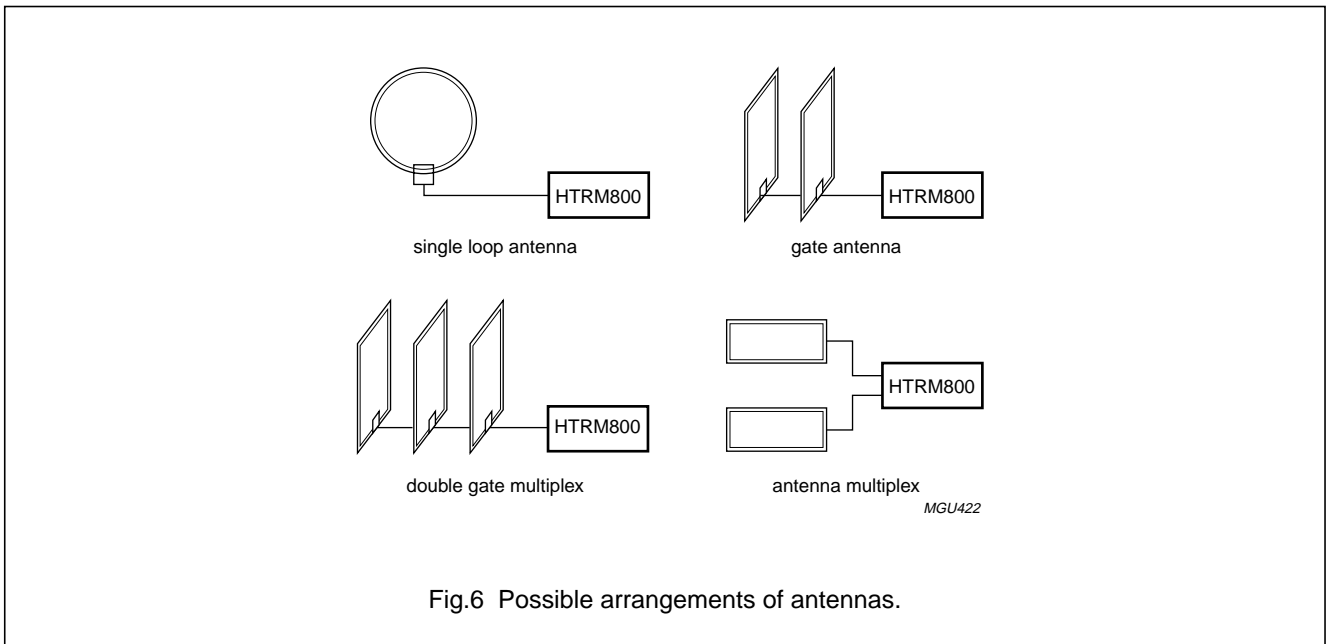 HTRM800
HTRM800
single loop antenna
gate antenna
HTRM800
HTRM800
double gate multiplex
antenna multiplex
MGU422
Fig.6 Possible arrangements of antennas.